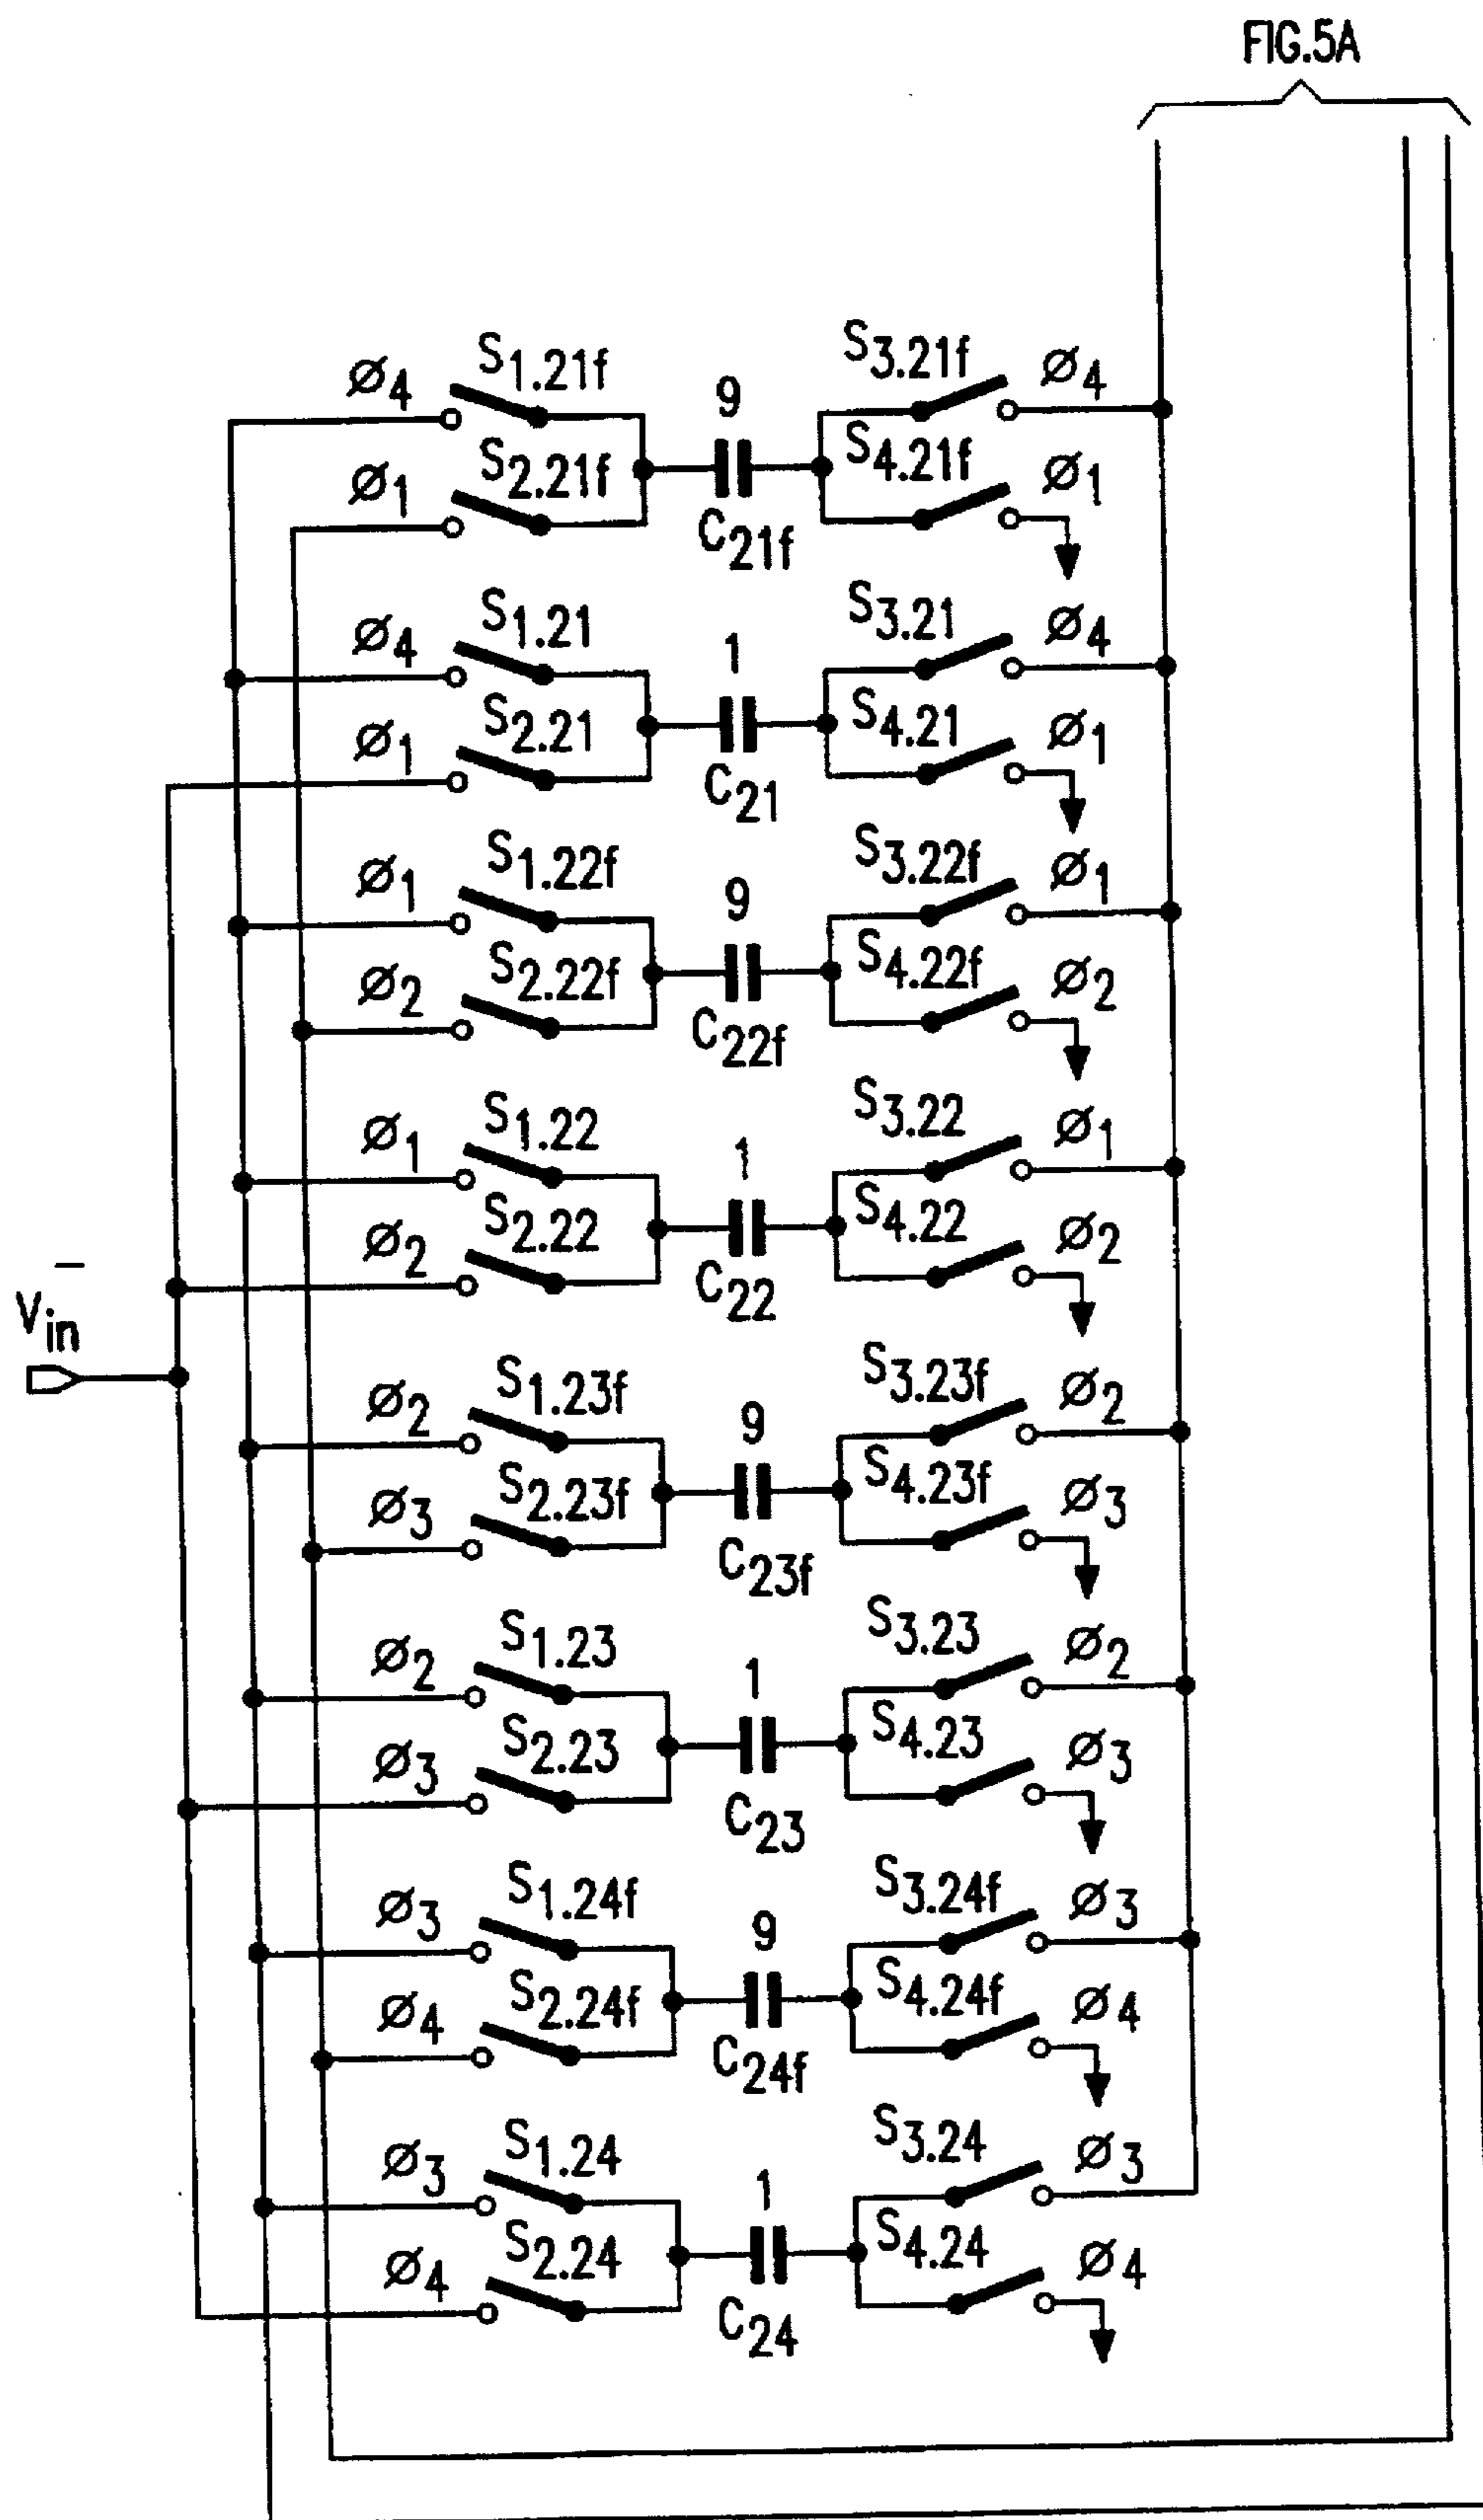 FIG.5A
S1.21f
S3.21f
ø4
9
ø4
S2.21f
S4.21f
ø1
ø1
C21f
S1.21
S3.21
ø4
1
ø4
S2.21
S4.21
ø1
ø1
C21
S1.22f
S3.22f
ø1
9
ø1
S2.22f
S4.22f
ø2
ø2
C22f
S1.22
S3.22
ø1
1
ø1
S2.22
S4.22
ø2
ø2
C22
Vin –
S1.23f
S3.23f
ø2
9
ø2
S2.23f
S4.23f
ø3
ø3
C23f
S1.23
S3.23
ø2
1
ø2
S2.23
S4.23
ø3
ø3
C23
S1.24f
S3.24f
ø3
9
ø3
S2.24f
S4.24f
ø4
ø4
C24f
S1.24
S3.24
ø3
1
ø3
S2.24
S4.24
ø4
ø4
C24